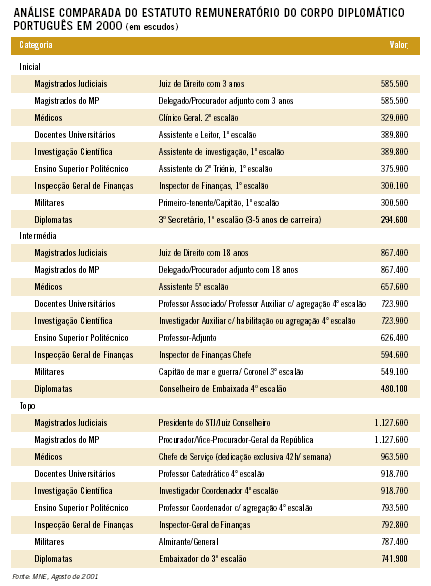 ANÁLISE COMPARADA DO ESTATUTO REMUNERATÓRIO DO CORPO DIPLOMÁTICO
PORTUGUÊS EM 2000 (em escudos)
Categoria Valor
Inicial
Magistrados Judiciais Juiz de Direito com 3 anos 585.500
Magistrados do MP Delegado/Procurador adjunto com 3 anos 585.500
Médicos Clínico Geral. 2º escalão 329.000
Docentes Universitários Assistente e Leitor, 1º escalão 389.800
Investigação Científica Assistente de investigação, 1º escalão 389.800
Ensino Superior Politécnico Assistente do 2º Triénio, 1º escalão 375.900
Inspecção Geral de Finanças Inspector de Finanças, 1º escalão 300.100
Militares Primeiro-tenente/Capitão, 1º escalão 300.500
Diplomatas 3º Secretário, 1º escalão (3-5 anos de carreira) 294.600
Intermédia
Magistrados Judiciais Juiz de Direito com 18 anos 867.400
Magistrados do MP Delegado/Procurador adjunto com 18 anos 867.400
Médicos Assistente 5º escalão 657.600
Docentes Universitários Professor Associado/ Professor Auxiliar c/ agregação 4º escalão 723.900
Investigação Científica Investigador Auxiliar c/ habilitação ou agregação 4º escalão 723.900
Ensino Superior Politécnico Professor-Adjunto 626.400
Inspecção Geral de Finanças Inspector de Finanças Chefe 594.600
Militares Capitão de mar e guerra/ Coronel 3º escalão 549.100
Diplomatas Conselheiro de Embaixada 4º escalão 480.100
Topo
Magistrados Judiciais Presidente do STJ/Juiz Conselheiro 1.127.600
Magistrados do MP Procurador/Vice-Procurador-Geral da República 1.127.600
Médicos Chefe de Serviço (dedicação exclusiva 42h/ semana) 963.500
Docentes Universitários Professor Catedrático 4º escalão 918.700
Investigação Científica Investigador Coordenador 4º escalão 918.700
Ensino Superior Politécnico Professor Coordenador c/ agregação 4º escalão 793.500
Inspecção Geral de Finanças Inspector-Geral de Finanças 792.800
Militares Almirante/General 787.400
Diplomatas Embaixador do 3º escalão 741.900
Fonte: MNE, Agosto de 2001